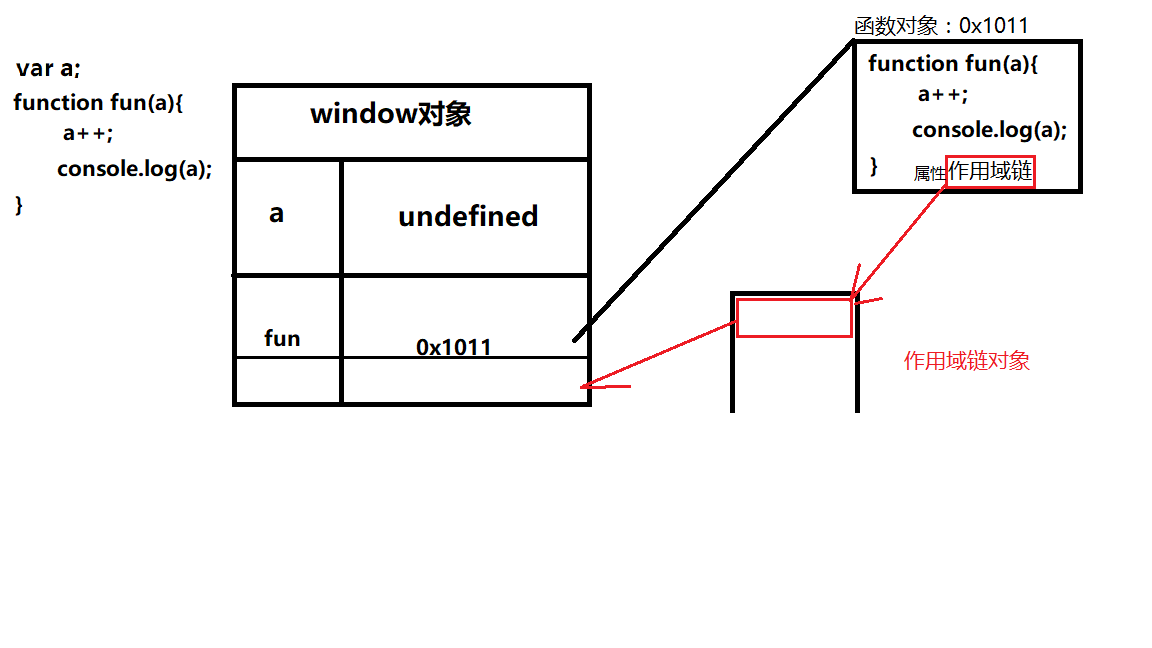 var a;
function fun(a){
a++;
console.log(a);
}
window对象
a
undefined
fun
0x1011
函数对象：0x1011
function fun(a){
a++;
console.log(a);
}
属性作用域链
作用域链对象